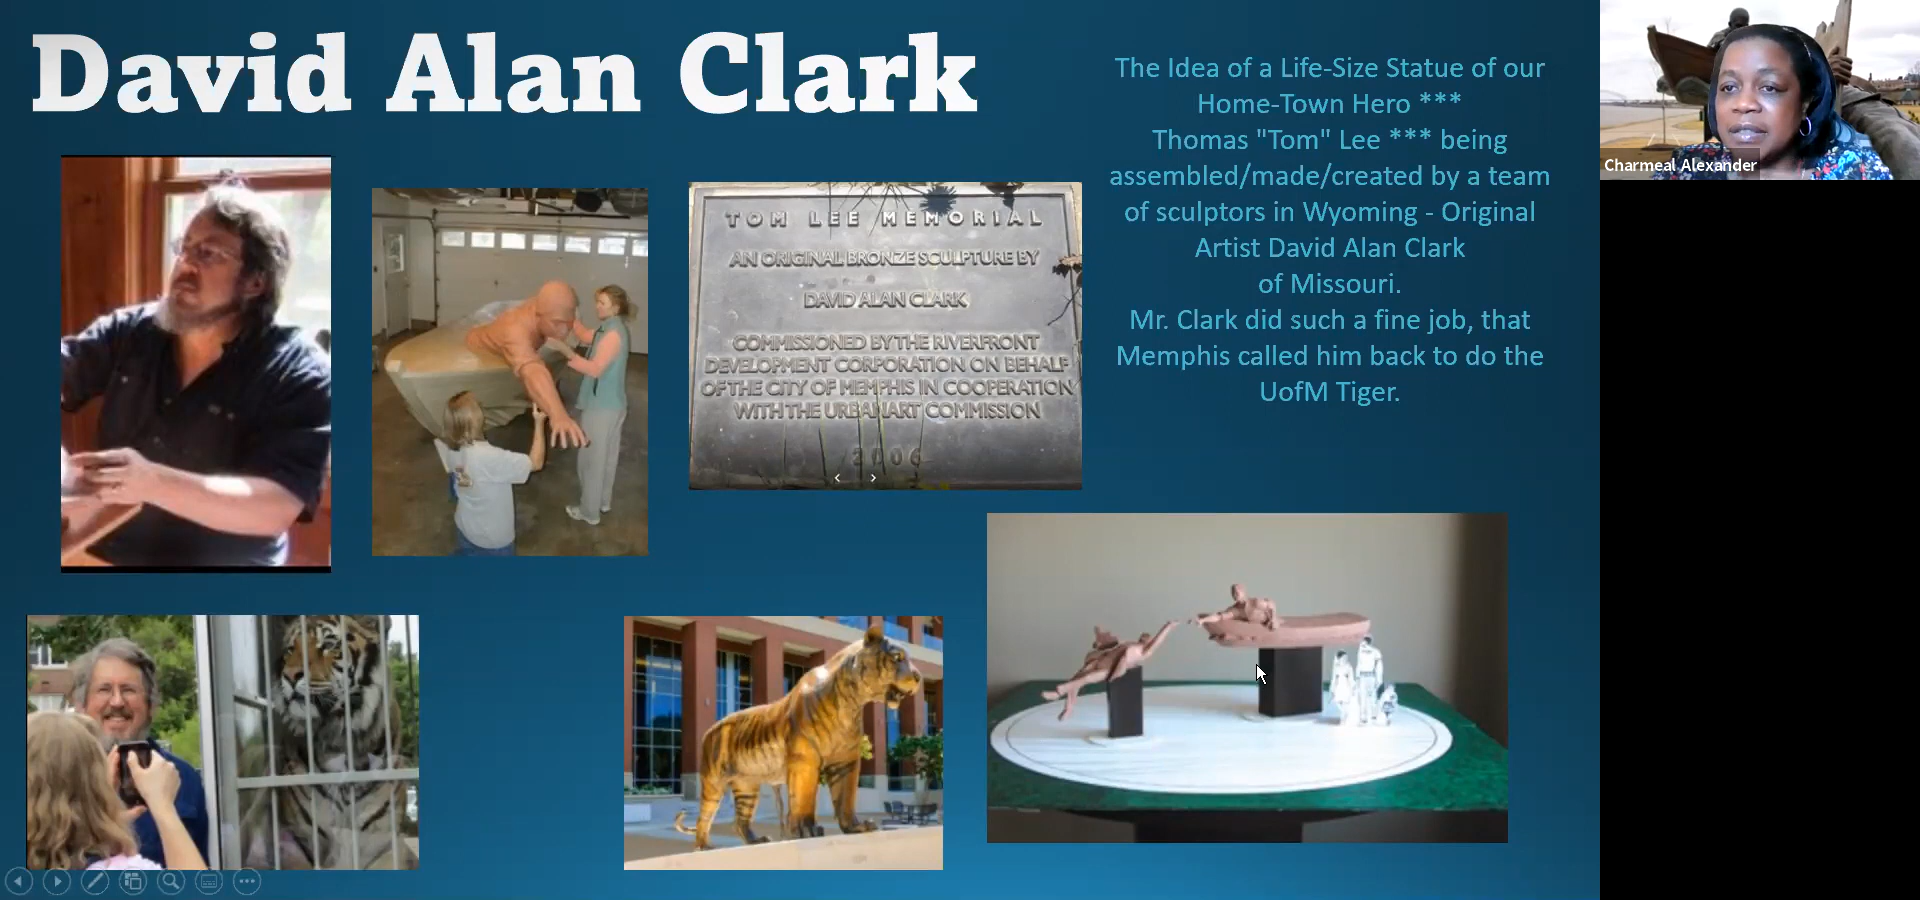 David Alan Clark
The Idea of a Life-Size Statue of our
Home-Town Hero ***
Thomas "Tom" Lee *** being
assembled/made/created by a team
of sculptors in Wyoming - Original
Artist David Alan Clark
of Missouri.
Mr. Clark did such a fine job, that
Memphis called him back to do the
UofM Tiger.
TOM LEE MEMORIAL
AN ORIGINAL BRONZE SCULPTURE BY
DAVID ALAN CLARK
COMMISSIONED BY THE RIVERFRONT
DEVELOPMENT CORPORATION ON BEHALF
OF THE CITY OF MEMPHIS IN COOPERATION
WITH THE URBANART COMMISSION
2006
Charmeal Alexander